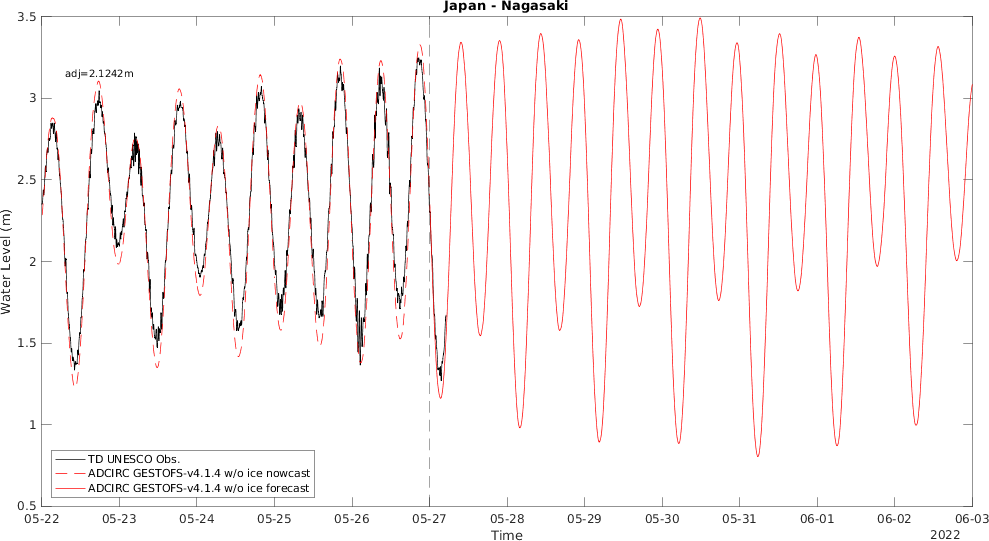 Japan - Nagasaki
adj=2.1242m
Water Level (m)
3.5
3
2.5
2
1.5
1
0.5
TD UNESCO Obs.
ADCIRC GESTOFS-v4.1.4 w/o ice nowcast
ADCIRC GESTOFS-v4.1.4 w/o ice forecast
05-22 05-23 05-24 05-25 05-26 05-27 05-28 05-29 05-30 05-31 06-01 06-02 06-03
Time
2022